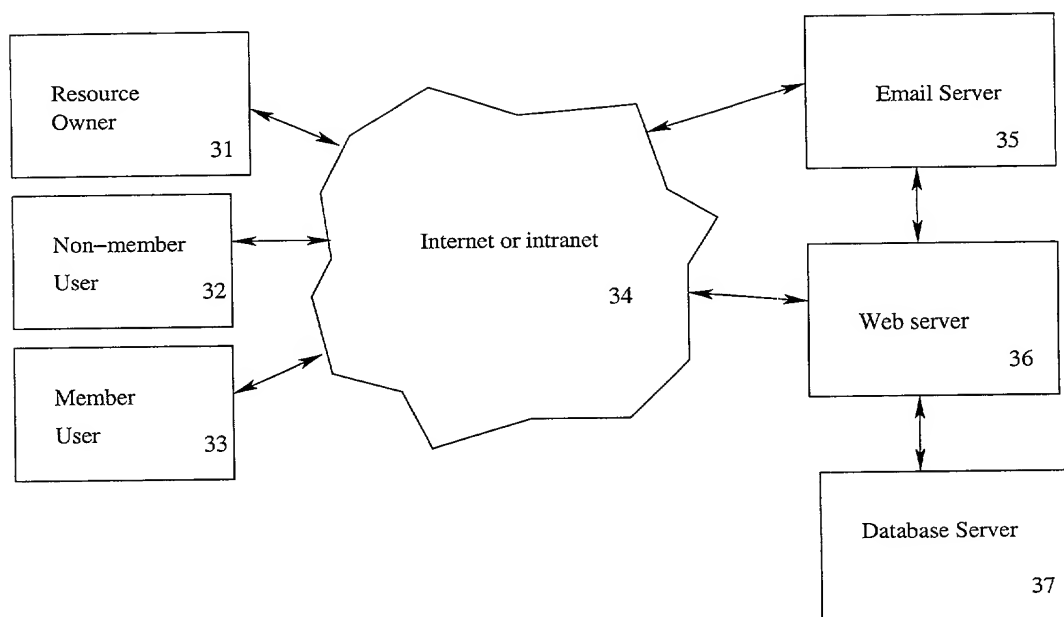 Resource
Owner
31
Non−member
User
32
Member
User
33
Internet or intranet
34
Email Server
35
Web server
36
Database Server
37